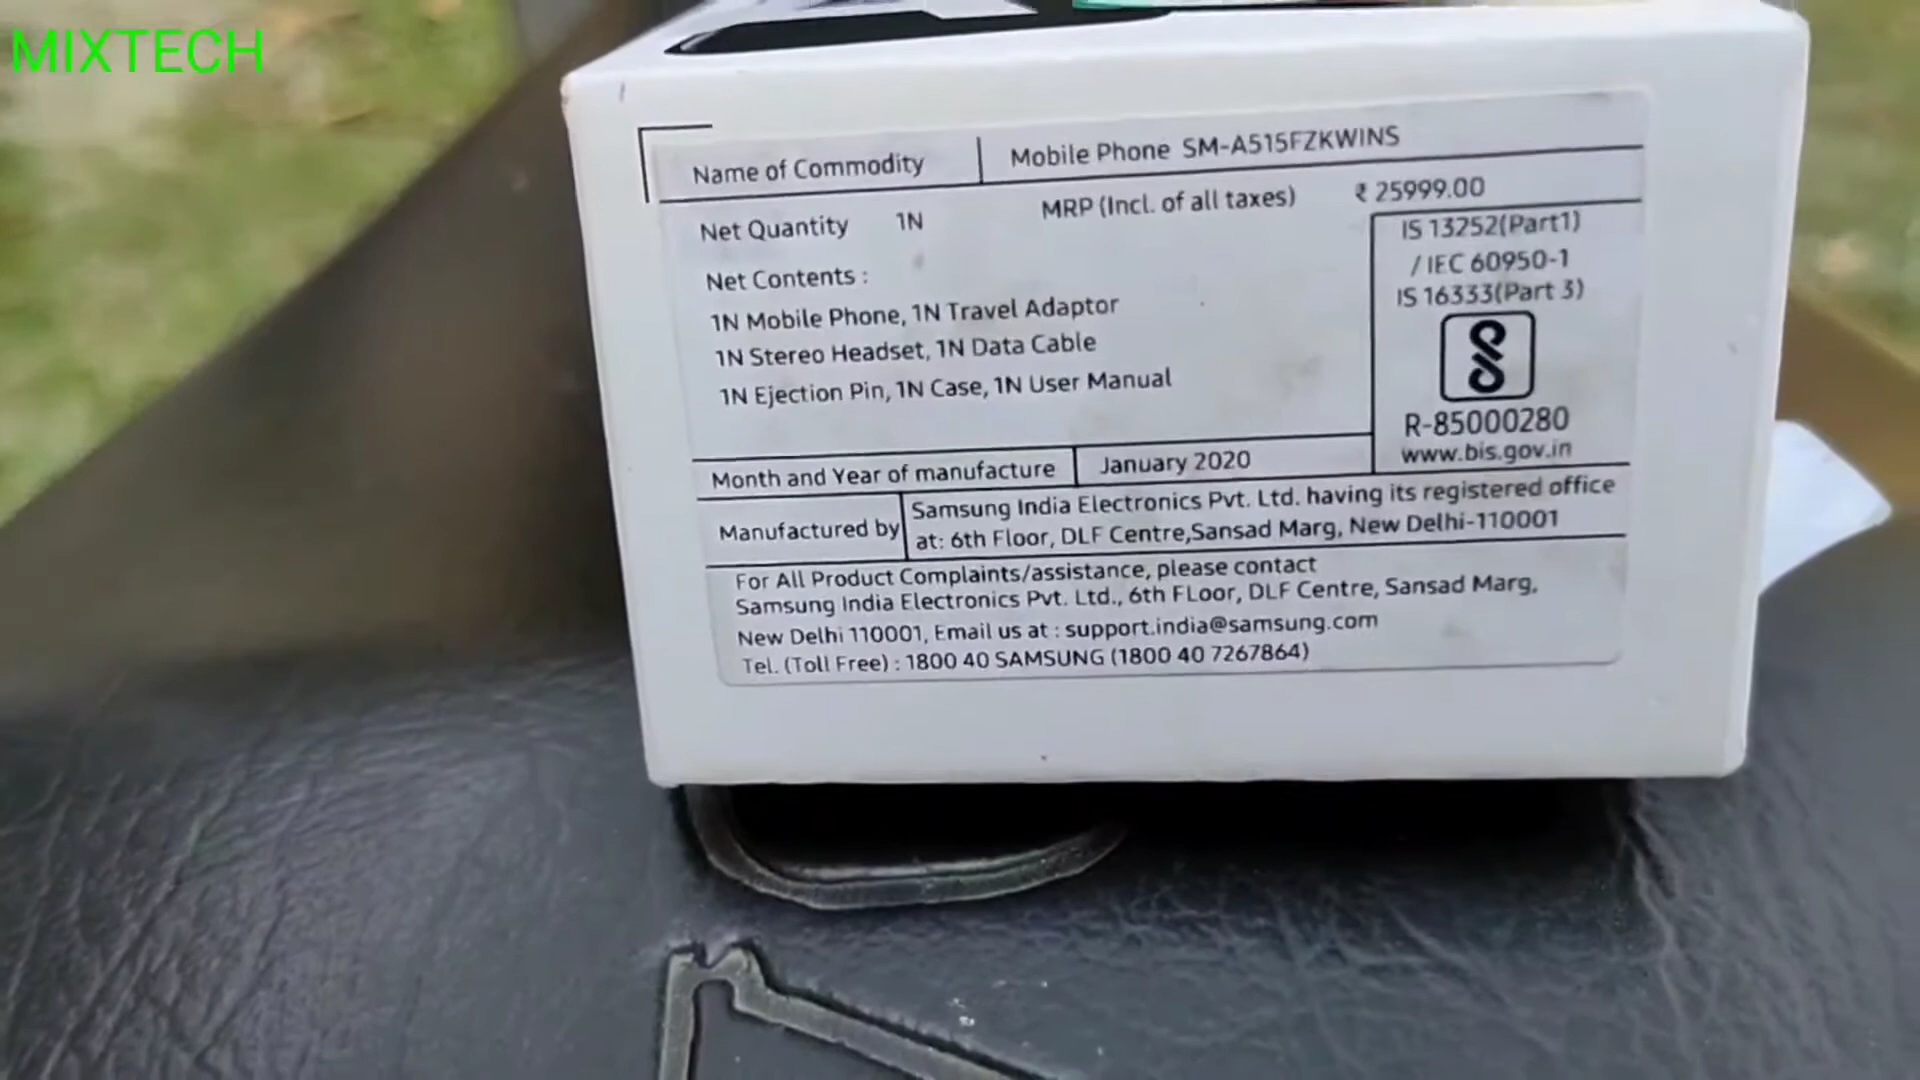 MIXTECH
Name of Commodity Mobile Phone SM-A515FZKWINS
Net Quantity 1N MRP (Incl. of all taxes) ₹ 25999.00
Net Contents :
1N Mobile Phone, 1N Travel Adaptor
1N Stereo Headset, 1N Data Cable
1N Ejection Pin, 1N Case, 1N User Manual
IS 13252(Part1)
/ IEC 60950-1
IS 16333(Part 3)
R-85000280
www.bis.gov.in
Month and Year of manufacture January 2020
Manufactured by Samsung India Electronics Pvt. Ltd. having its registered office
at: 6th Floor, DLF Centre,Sansad Marg, New Delhi-110001
For All Product Complaints/assistance, please contact
Samsung India Electronics Pvt. Ltd., 6th FLoor, DLF Centre, Sansad Marg,
New Delhi 110001, Email us at : support.india@samsung.com
Tel. (Toll Free) : 1800 40 SAMSUNG (1800 40 7267864)